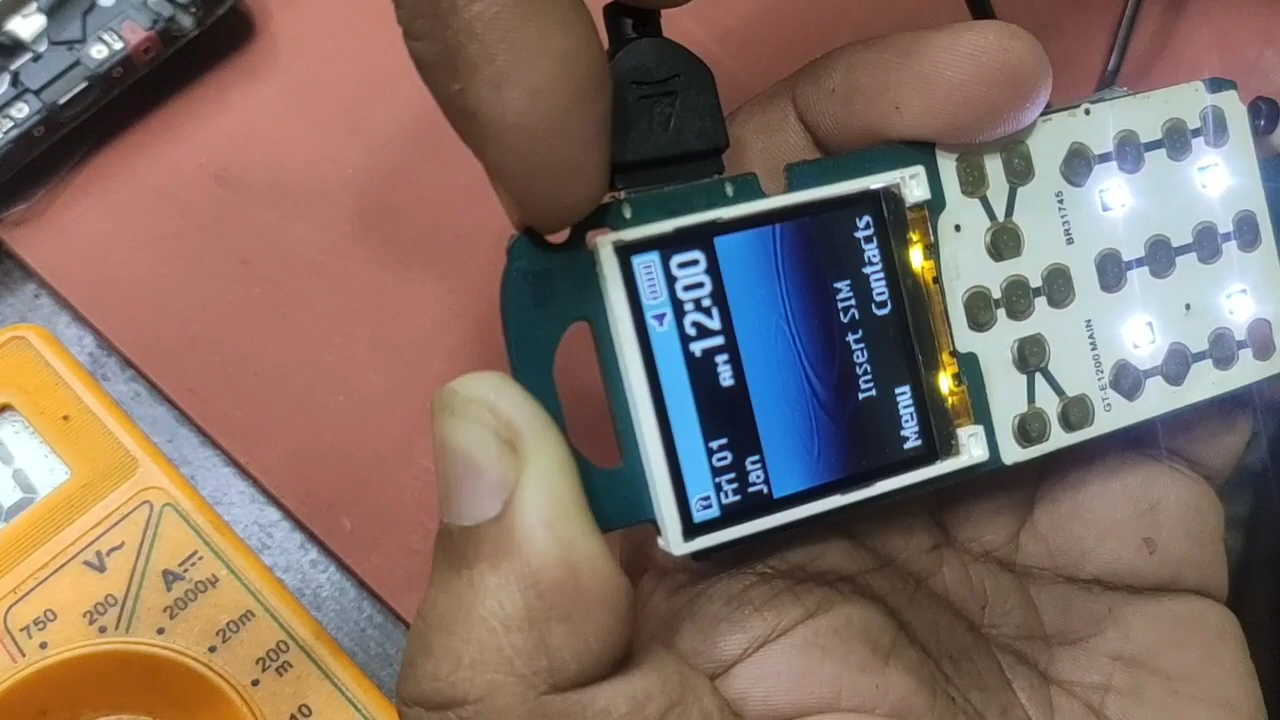 AM 12:00
Fri 01
Jan
Insert SIM
Menu
Contacts
BR31745
GT-E1200 MAIN
V~
A
750
200
2000µ
20m
200
m
10